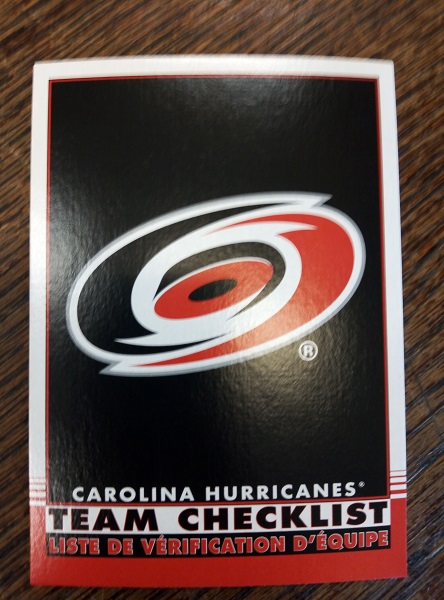 ®
CAROLINA HURRICANES®
TEAM CHECKLIST
LISTE DE VÉRIFICATION D'ÉQUIPE